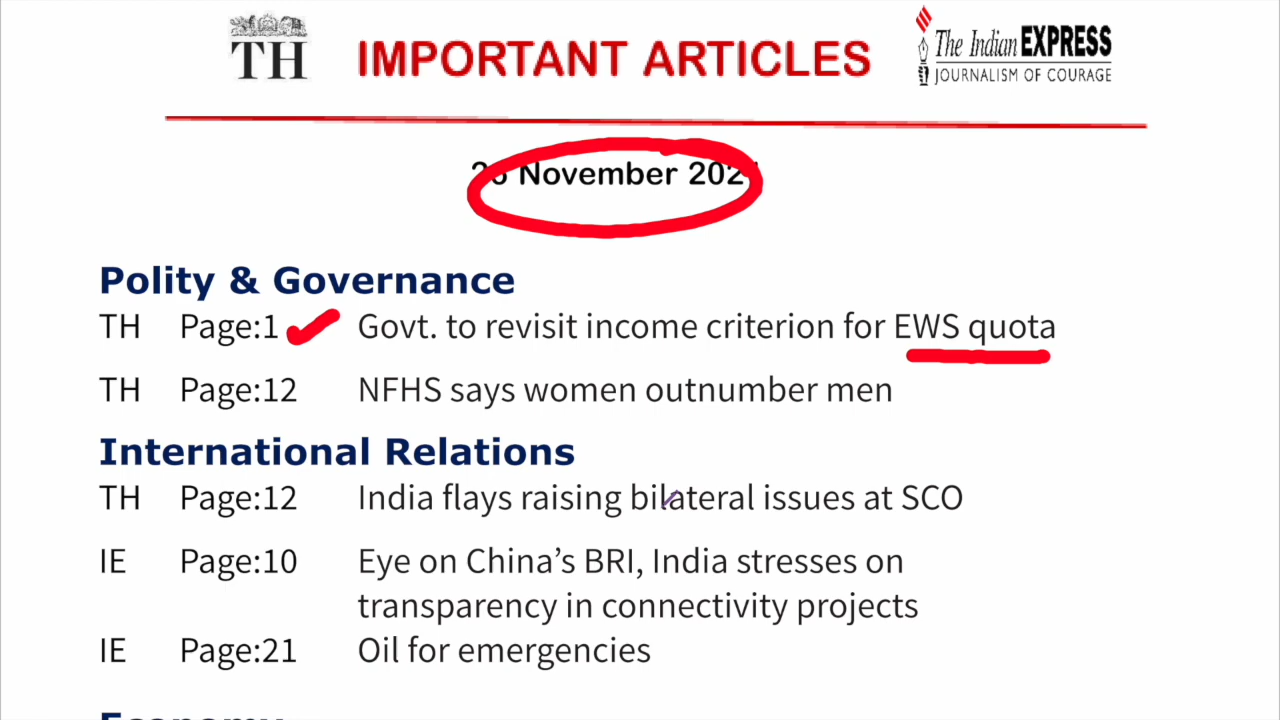 TH IMPORTANT ARTICLES The Indian EXPRESS
JOURNALISM OF COURAGE
26 November 2021
Polity & Governance
TH Page:1 Govt. to revisit income criterion for EWS quota
TH Page:12 NFHS says women outnumber men
International Relations
TH Page:12 India flays raising bilateral issues at SCO
IE Page:10 Eye on China’s BRI, India stresses on
transparency in connectivity projects
IE Page:21 Oil for emergencies
Economy